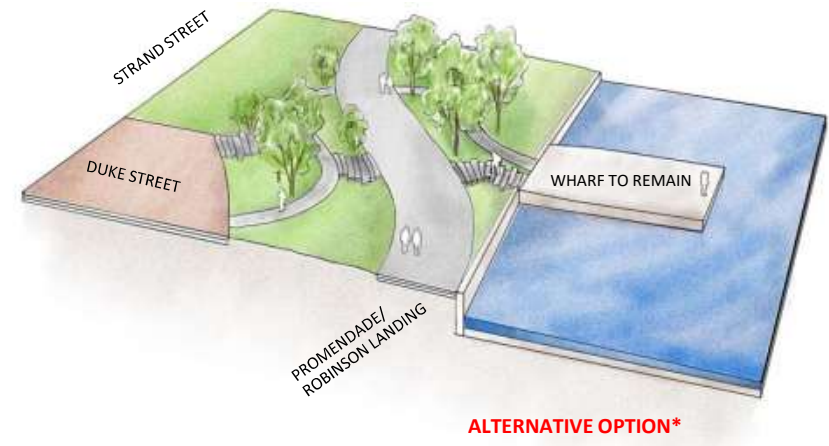 STRAND STREET
DUKE STREET
WHARF TO REMAIN
PROMENDADE/
ROBINSON LANDING
ALTERNATIVE OPTION*